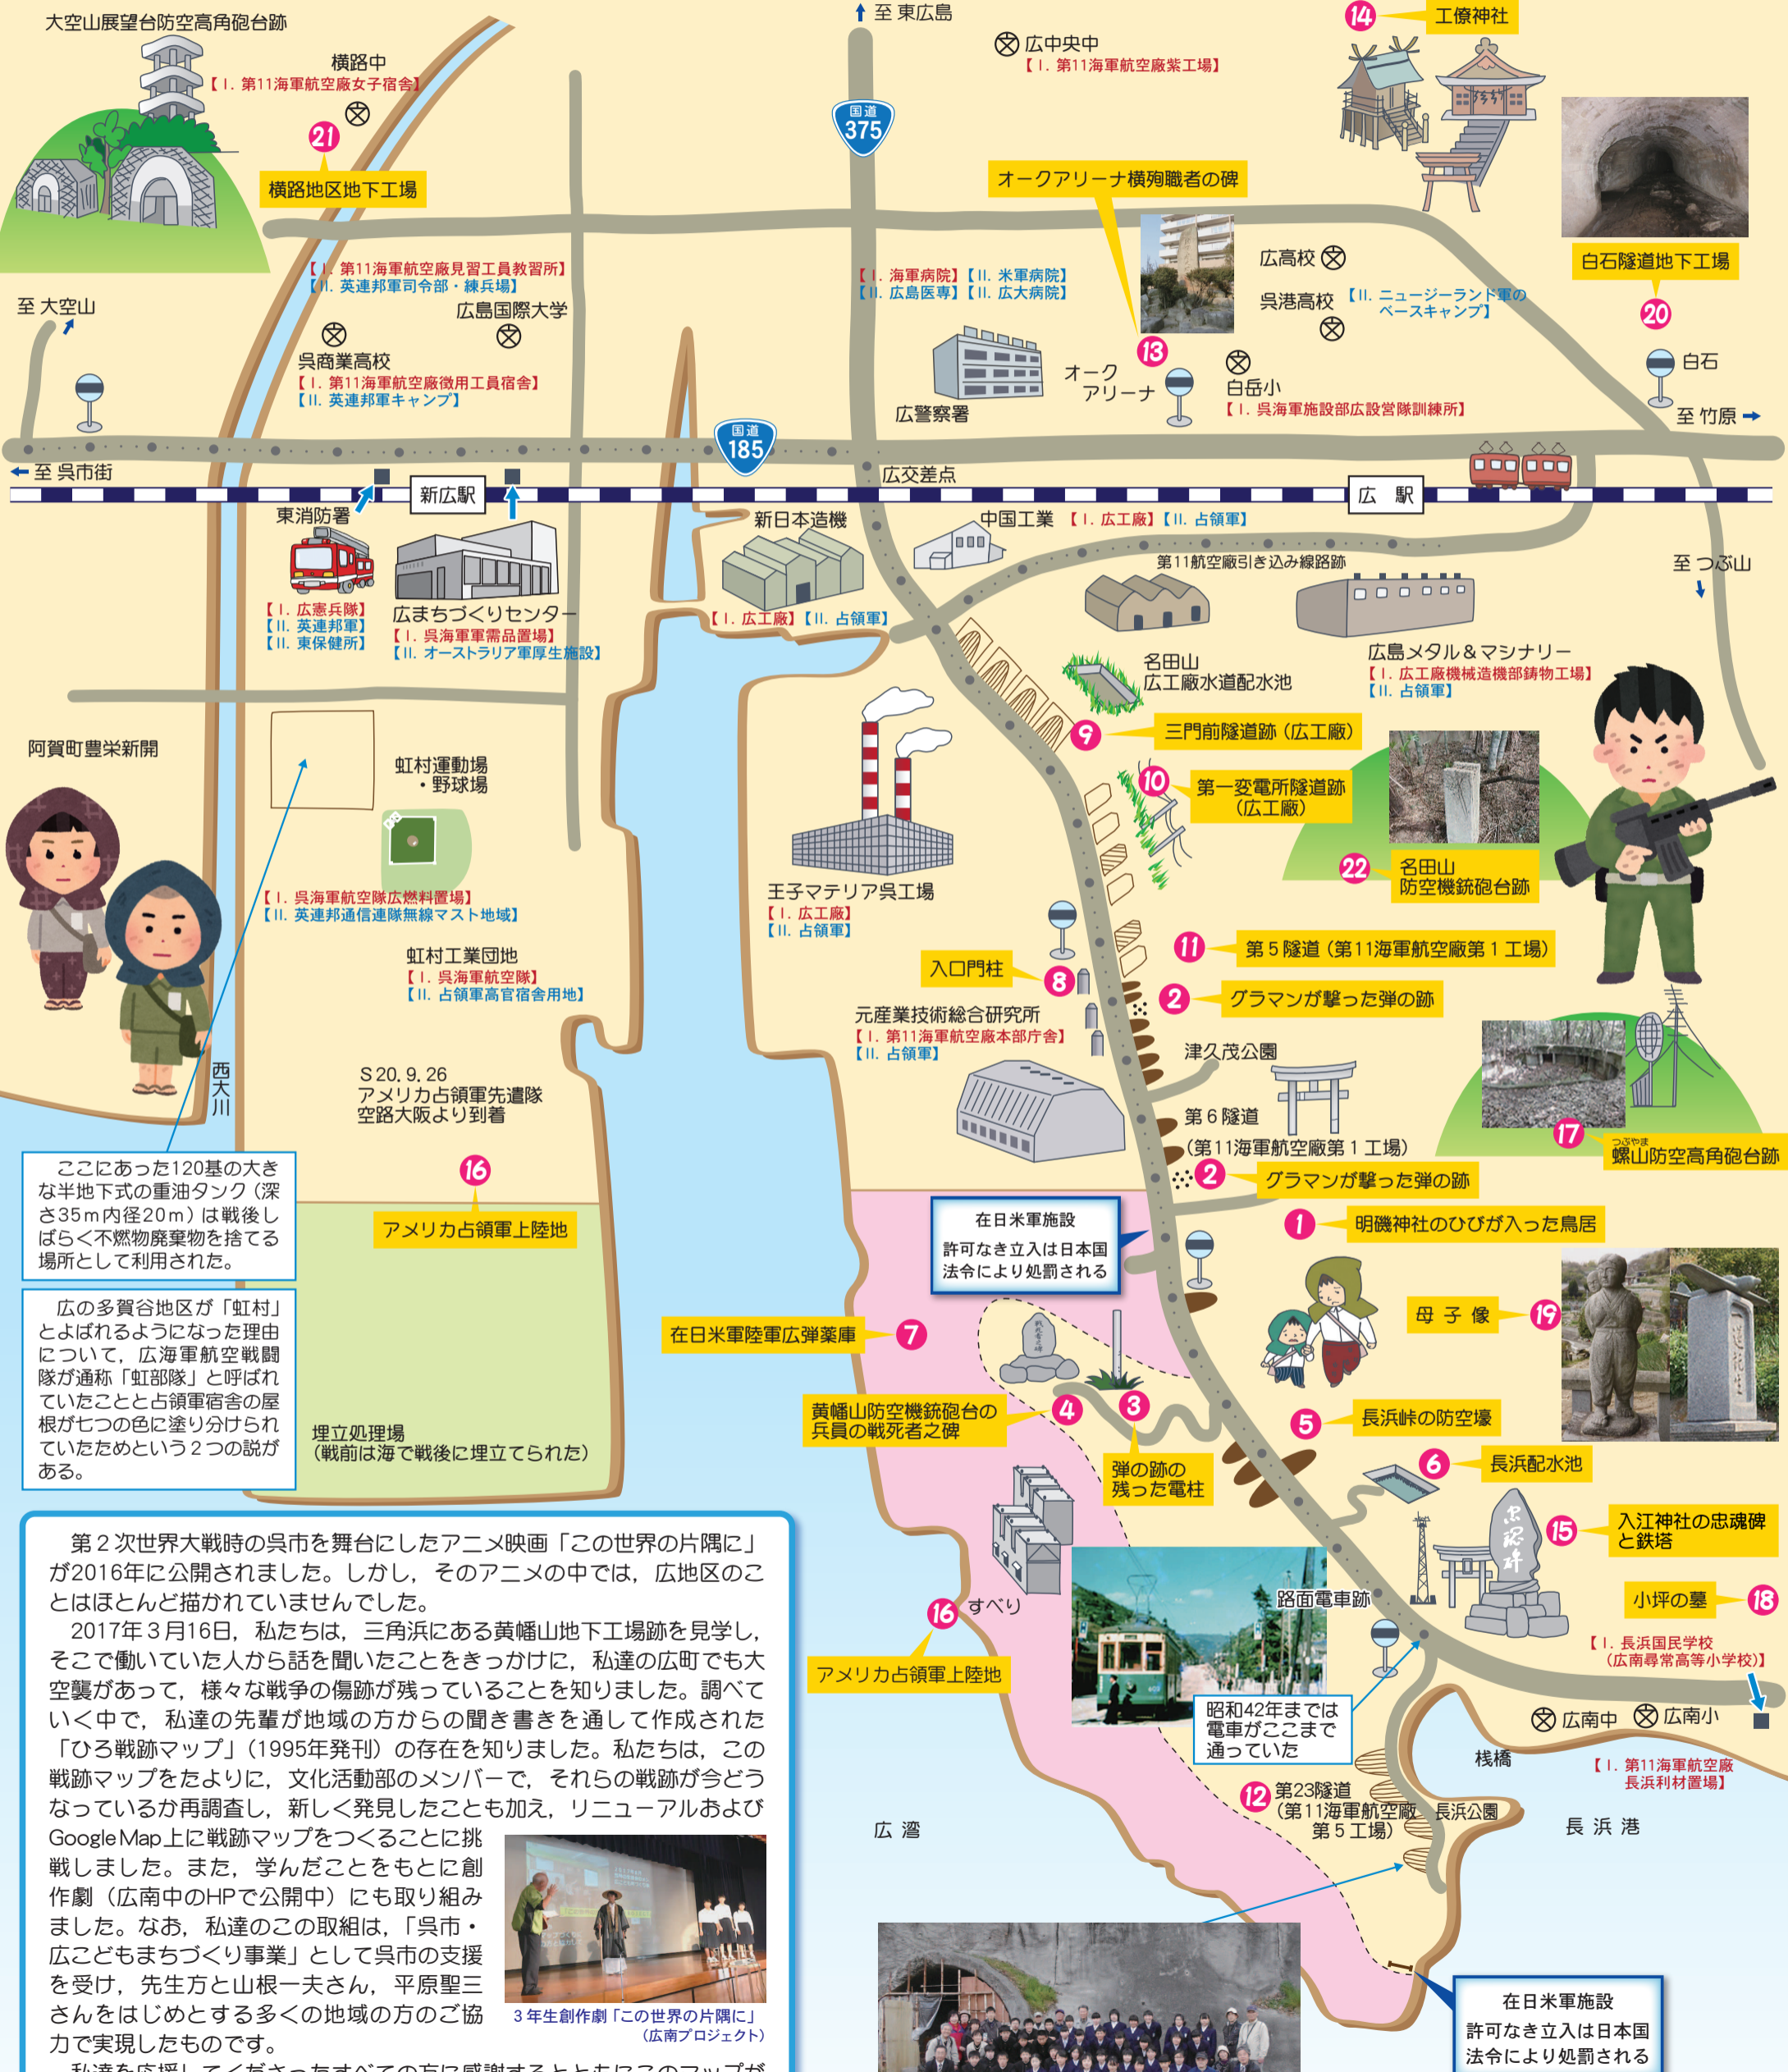 大空山展望台防空高角砲台跡
横路中
【Ⅰ. 第11海軍航空廠女子宿舎】
21
横路地区地下工場
至 東広島
国道
375
広中央中
【Ⅰ. 第11海軍航空廠紫工場】
14
工僚神社
オークアリーナ横殉職者の碑
白石隧道地下工場
20
【Ⅰ. 第11海軍航空廠見習工員教習所】
【Ⅱ. 英連邦軍司令部・練兵場】
広島国際大学
至 大空山
呉商業高校
【Ⅰ. 第11海軍航空廠徴用工員宿舎】
【Ⅱ. 英連邦軍キャンプ】
【Ⅰ. 海軍病院】【Ⅱ. 米軍病院】
【Ⅱ. 広島医専】【Ⅱ. 広大病院】
広警察署
13
オーク
アリーナ
広高校
呉港高校
【Ⅱ. ニュージーランド軍の
ベースキャンプ】
白岳小
【Ⅰ. 呉海軍施設部広設営隊訓練所】
白石
至 竹原
国道
185
至 呉市街
広交差点
新広駅
広 駅
東消防署
【Ⅰ. 広憲兵隊】
【Ⅱ. 英連邦軍】
【Ⅱ. 東保健所】
広まちづくりセンター
【Ⅰ. 呉海軍軍需品置場】
【Ⅱ. オーストラリア軍厚生施設】
新日本造機
【Ⅰ. 広工廠】【Ⅱ. 占領軍】
中国工業
【Ⅰ. 広工廠】【Ⅱ. 占領軍】
第11航空廠引き込み線路跡
至 つぶ山
広島メタル＆マシナリー
【Ⅰ. 広工廠機械造機部鋳物工場】
【Ⅱ. 占領軍】
名田山
広工廠水道配水池
9
三門前隧道跡（広工廠）
10
第一変電所隧道跡
（広工廠）
22
名田山
防空機銃砲台跡
阿賀町豊栄新開
虹村運動場
・野球場
【Ⅰ. 呉海軍航空隊広燃料置場】
【Ⅱ. 英連邦通信連隊無線マスト地域】
虹村工業団地
【Ⅰ. 呉海軍航空隊】
【Ⅱ. 占領軍高官宿舎用地】
王子マテリア呉工場
【Ⅰ. 広工廠】
【Ⅱ. 占領軍】
11
第５隧道（第11海軍航空廠第１工場）
入口門柱
8
2
グラマンが撃った弾の跡
元産業技術総合研究所
【Ⅰ. 第11海軍航空廠本部庁舎】
【Ⅱ. 占領軍】
津久茂公園
第６隧道
（第11海軍航空廠第１工場）
2
グラマンが撃った弾の跡
17
つぶやま
螺山防空高角砲台跡
西大川
Ｓ20. 9. 26
アメリカ占領軍先遣隊
空路大阪より到着
16
アメリカ占領軍上陸地
ここにあった120基の大き
な半地下式の重油タンク（深
さ35ｍ内径20ｍ）は戦後し
ばらく不燃物廃棄物を捨てる
場所として利用された。
広の多賀谷地区が「虹村」
とよばれるようになった理由
について，広海軍航空戦闘
隊が通称「虹部隊」と呼ばれ
ていたことと占領軍宿舎の屋
根が七つの色に塗り分けられ
ていたためという２つの説が
ある。
埋立処理場
（戦前は海で戦後に埋立てられた）
在日米軍施設
許可なき立入は日本国
法令により処罰される
1
明磯神社のひびが入った鳥居
在日米軍陸軍広弾薬庫
7
母 子 像
19
黄幡山防空機銃砲台の
兵員の戦死者之碑
4
3
弾の跡の
残った電柱
5
長浜峠の防空壕
6
長浜配水池
忠魂碑
15
入江神社の忠魂碑
と鉄塔
小坪の墓
18
16
すべり
アメリカ占領軍上陸地
路面電車跡
昭和42年までは
電車がここまで
通っていた
【Ⅰ. 長浜国民学校
（広南尋常高等小学校）】
広南中
広南小
桟橋
【Ⅰ. 第11海軍航空廠
長浜利材置場】
12
第23隧道
（第11海軍航空廠
第５工場）
長浜公園
長 浜 港
広 湾
在日米軍施設
許可なき立入は日本国
法令により処罰される
第２次世界大戦時の呉市を舞台にしたアニメ映画「この世界の片隅に」
が2016年に公開されました。しかし，そのアニメの中では，広地区のこ
とはほとんど描かれていませんでした。
2017年３月16日，私たちは，三角浜にある黄幡山地下工場跡を見学し，
そこで働いていた人から話を聞いたことをきっかけに，私達の広町でも大
空襲があって，様々な戦争の傷跡が残っていることを知りました。調べて
いく中で，私達の先輩が地域の方からの聞き書きを通して作成された
「ひろ戦跡マップ」（1995年発刊）の存在を知りました。私たちは，この
戦跡マップをたよりに，文化活動部のメンバーで，それらの戦跡が今どう
なっているか再調査し，新しく発見したことも加え，リニューアルおよび
Google Map上に戦跡マップをつくることに挑
戦しました。また，学んだことをもとに創
作劇（広南中のHPで公開中）にも取り組み
ました。なお，私達のこの取組は，「呉市・
広こどもまちづくり事業」として呉市の支援
を受け，先生方と山根一夫さん，平原聖三
さんをはじめとする多くの地域の方のご協
力で実現したものです。
私達を応援してくださったすべての方に感謝するとともにこのマップが
３年生創作劇「この世界の片隅に」
（広南プロジェクト）